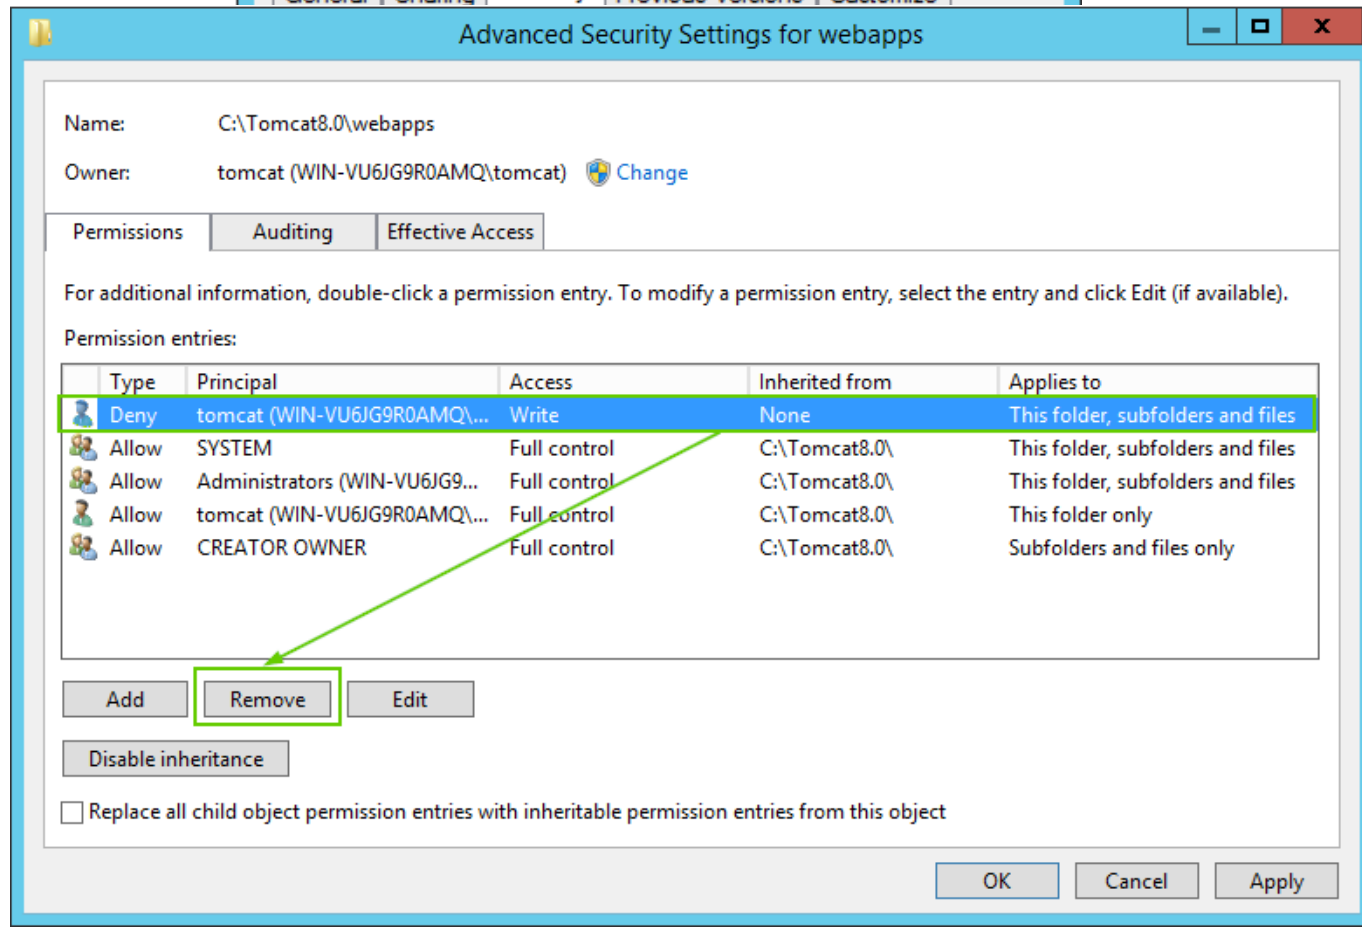 General Sharing Previous Versions Customize
Advanced Security Settings for webapps
Name: C:\Tomcat8.0\webapps
Owner: tomcat (WIN-VU6JG9R0AMQ\tomcat) Change
Permissions Auditing Effective Access
For additional information, double-click a permission entry. To modify a permission entry, select the entry and click Edit (if available).
Permission entries:
Type Principal Access Inherited from Applies to
Deny tomcat (WIN-VU6JG9R0AMQ\... Write None This folder, subfolders and files
Allow SYSTEM Full control C:\Tomcat8.0\ This folder, subfolders and files
Allow Administrators (WIN-VU6JG9... Full control C:\Tomcat8.0\ This folder, subfolders and files
Allow tomcat (WIN-VU6JG9R0AMQ\... Full control C:\Tomcat8.0\ This folder only
Allow CREATOR OWNER Full control C:\Tomcat8.0\ Subfolders and files only
Add Remove Edit
Disable inheritance
Replace all child object permission entries with inheritable permission entries from this object
OK Cancel Apply